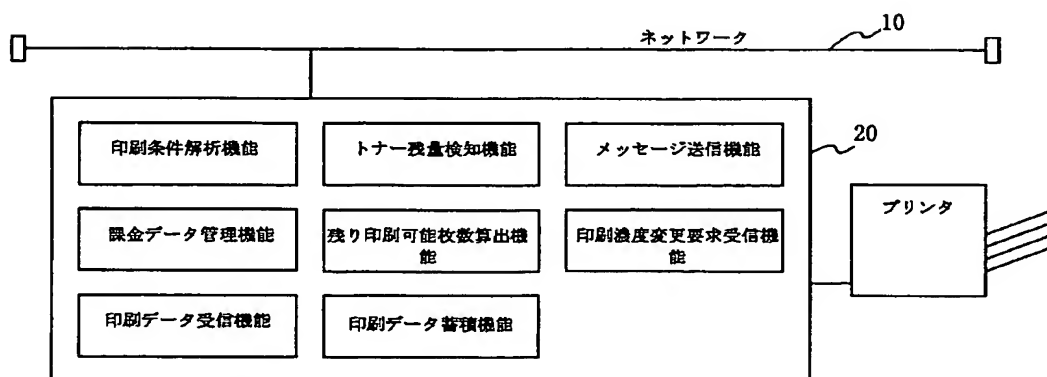 ネットワーク
10
印刷条件解析機能
トナー残量検知機能
メッセージ送信機能
20
プリンタ
課金データ管理機能
残り印刷可能枚数算出機
能
印刷濃度変更要求受信機
能
印刷データ受信機能
印刷データ蓄積機能